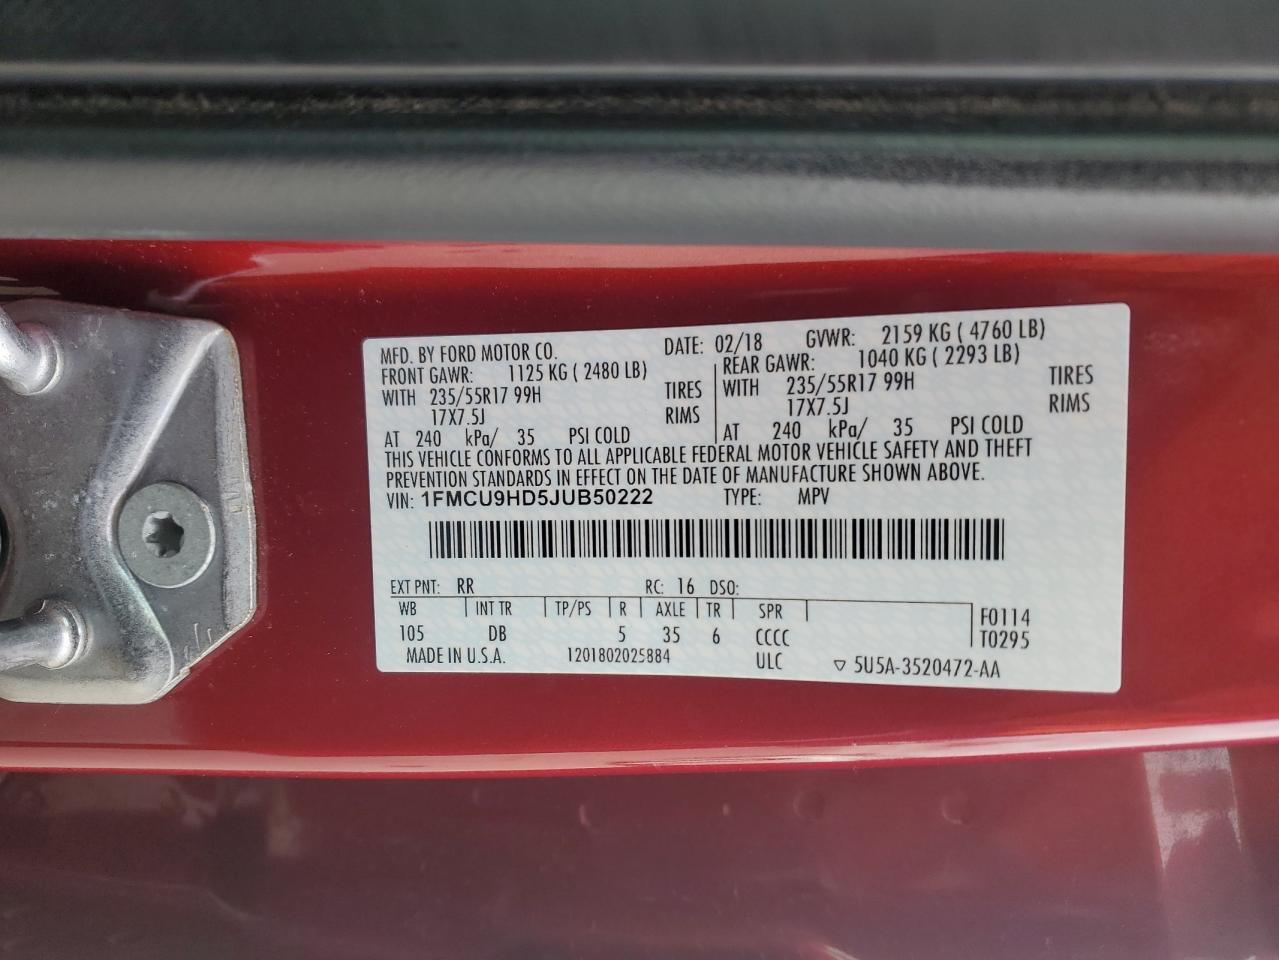 MFD. BY FORD MOTOR CO. DATE: 02/18 GVWR: 2159 KG ( 4760 LB)
FRONT GAWR: 1125 KG ( 2480 LB) REAR GAWR: 1040 KG ( 2293 LB)
WITH 235/55R17 99H TIRES WITH 235/55R17 99H TIRES
17X7.5J RIMS 17X7.5J RIMS
AT 240 kPa/ 35 PSI COLD AT 240 kPa/ 35 PSI COLD
THIS VEHICLE CONFORMS TO ALL APPLICABLE FEDERAL MOTOR VEHICLE SAFETY AND THEFT
PREVENTION STANDARDS IN EFFECT ON THE DATE OF MANUFACTURE SHOWN ABOVE.
VIN: 1FMCU9HD5JUB50222 TYPE: MPV
EXT PNT: RR RC: 16 DSO:
WB INT TR TP/PS R AXLE TR SPR F0114
105 DB 5 35 6 CCCC T0295
MADE IN U.S.A. 1201802025884 ULC ▽ 5U5A-3520472-AA